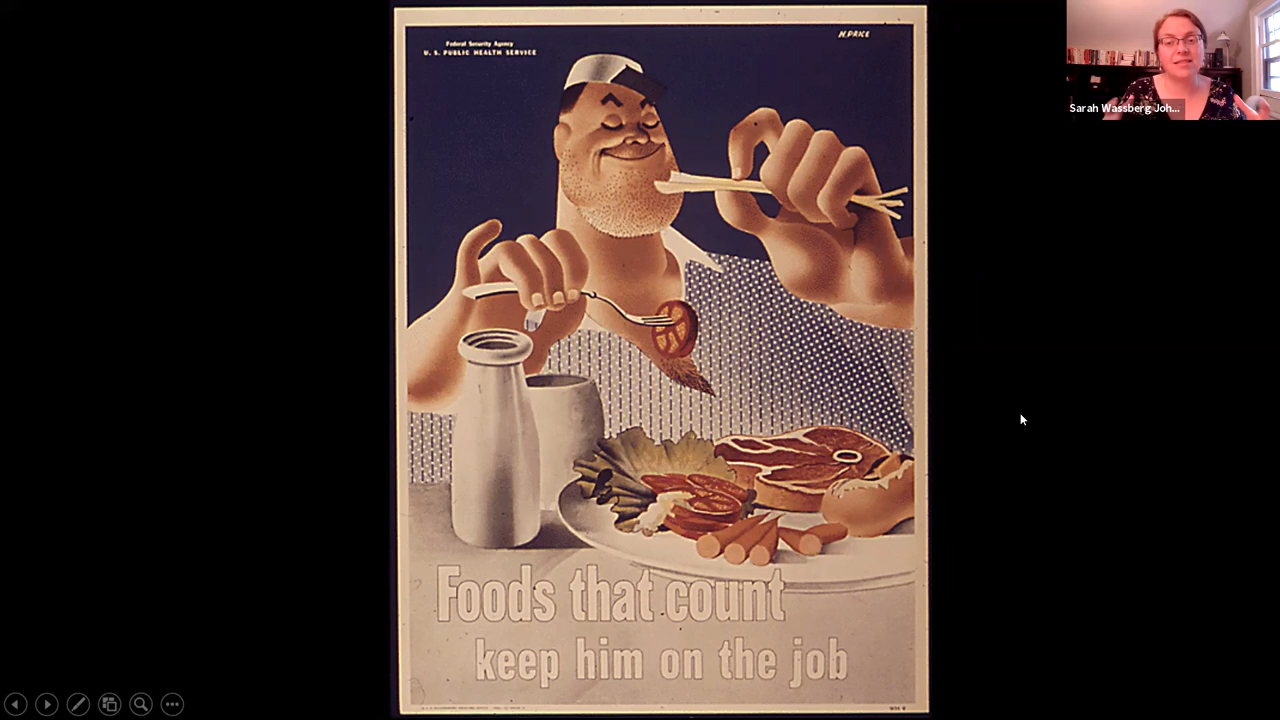 Federal Security Agency
U. S. PUBLIC HEALTH SERVICE
N.PRICE
Sarah Wassberg Joh...
Foods that count
keep him on the job